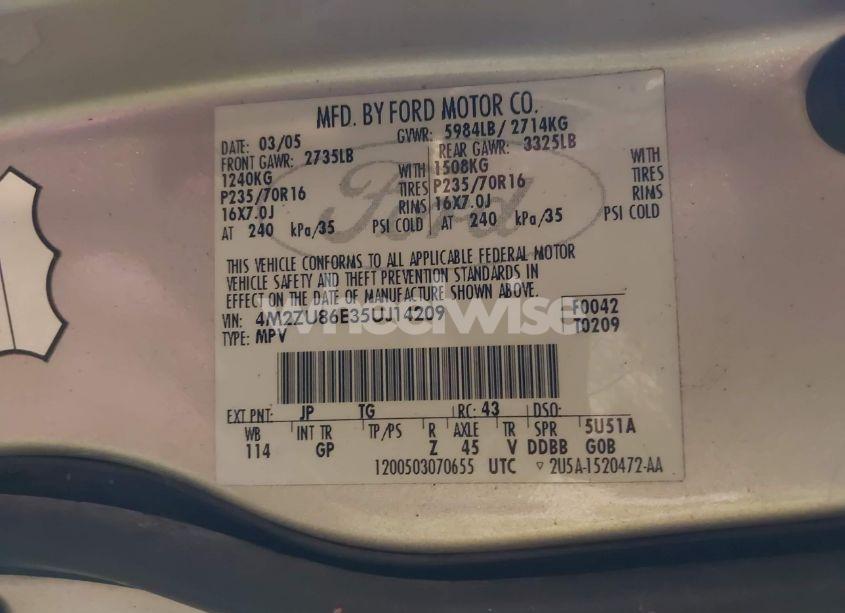 MFD. BY FORD MOTOR CO.
DATE: 03/05 GVWR: 5984LB/ 2714KG
FRONT GAWR: 2735LB REAR GAWR: 3325LB
1240KG WITH 1508KG WITH
P235/70R16 TIRES P235/70R16 TIRES
16X7.0J RIMS 16X7.0J RIMS
AT 240 kPa/35 PSI COLD AT 240 kPa/35 PSI COLD
Ford
THIS VEHICLE CONFORMS TO ALL APPLICABLE FEDERAL MOTOR
VEHICLE SAFETY AND THEFT PREVENTION STANDARDS IN
EFFECT ON THE DATE OF MANUFACTURE SHOWN ABOVE.
VIN: 4M2ZU86E35UJ14209 F0042
TYPE: MPV T0209
wheelwise
EXT PNT: JP TG RC: 43 DSO:
WB INT TR TP/PS R AXLE TR SPR 5U51A
114 GP Z 45 V DDBB GOB
1200503070655 UTC ▽ 2U5A-1520472-AA